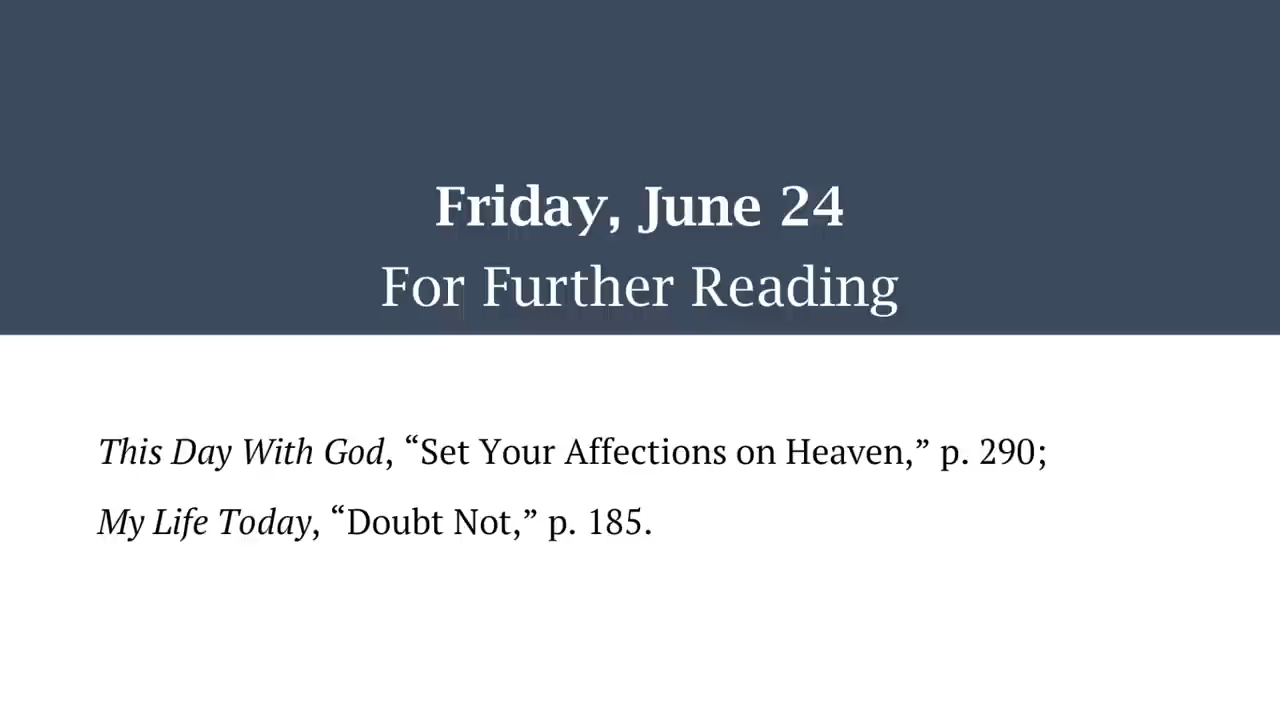 Friday, June 24
For Further Reading
This Day With God, “Set Your Affections on Heaven,” p. 290;
My Life Today, “Doubt Not,” p. 185.